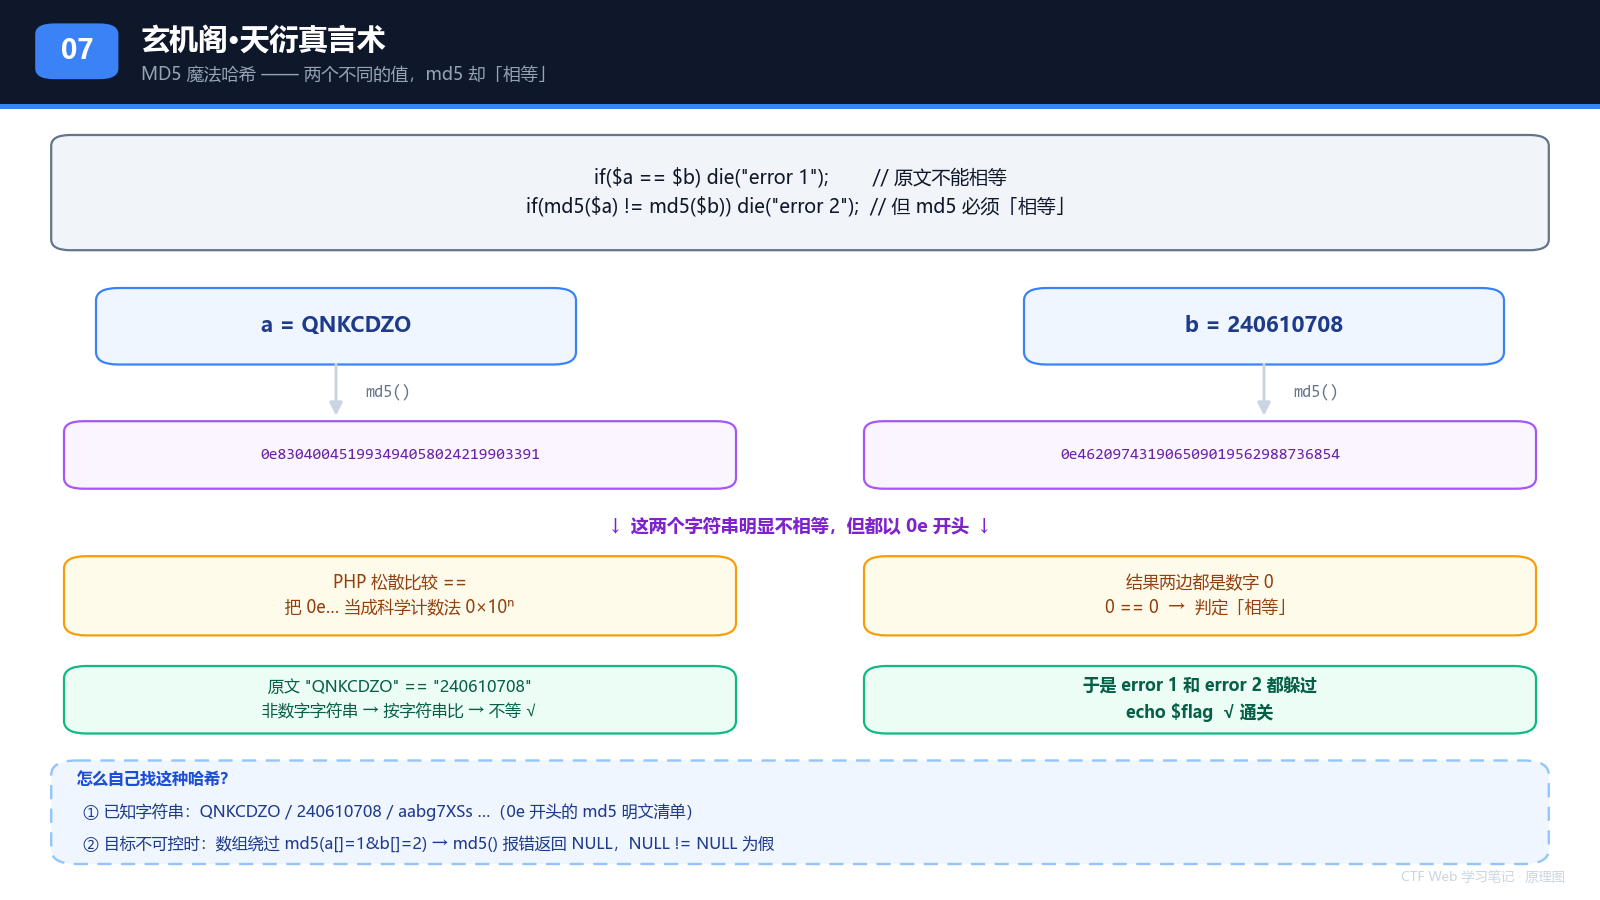 07
玄机阁·天衍真言术
MD5 魔法哈希 —— 两个不同的值，md5 却「相等」
if($a == $b) die("error 1");        // 原文不能相等
if(md5($a) != md5($b)) die("error 2");  // 但 md5 必须「相等」
a = QNKCDZO
b = 240610708
md5()
md5()
0e830400451993494058024219903391
0e462097431906509019562988736854
↓ 这两个字符串明显不相等，但都以 0e 开头 ↓
PHP 松散比较 ==
把 0e… 当成科学计数法 0×10ⁿ
结果两边都是数字 0
0 == 0 → 判定「相等」
原文 "QNKCDZO" == "240610708"
非数字字符串 → 按字符串比 → 不等 √
于是 error 1 和 error 2 都躲过
echo $flag √ 通关
怎么自己找这种哈希？
① 已知字符串：QNKCDZO / 240610708 / aabg7XSs …（0e 开头的 md5 明文清单）
② 目标不可控时：数组绕过 md5(a[]=1&b[]=2) → md5() 报错返回 NULL，NULL != NULL 为假
CTF Web 学习笔记 · 原理图